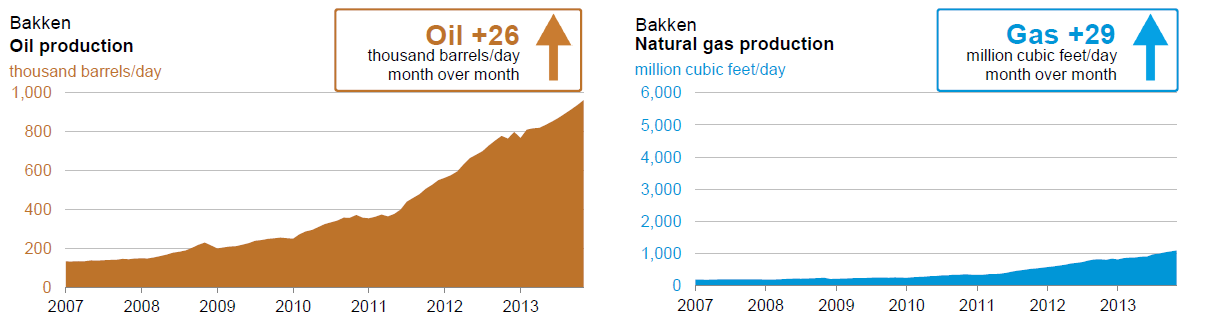 Bakken
Oil production
thousand barrels/day
Oil +26
thousand barrels/day
month over month
1,000
800
600
400
200
0
2007
2008
2009
2010
2011
2012
2013
Bakken
Natural gas production
million cubic feet/day
Gas +29
million cubic feet/day
month over month
6,000
5,000
4,000
3,000
2,000
1,000
0
2007
2008
2009
2010
2011
2012
2013